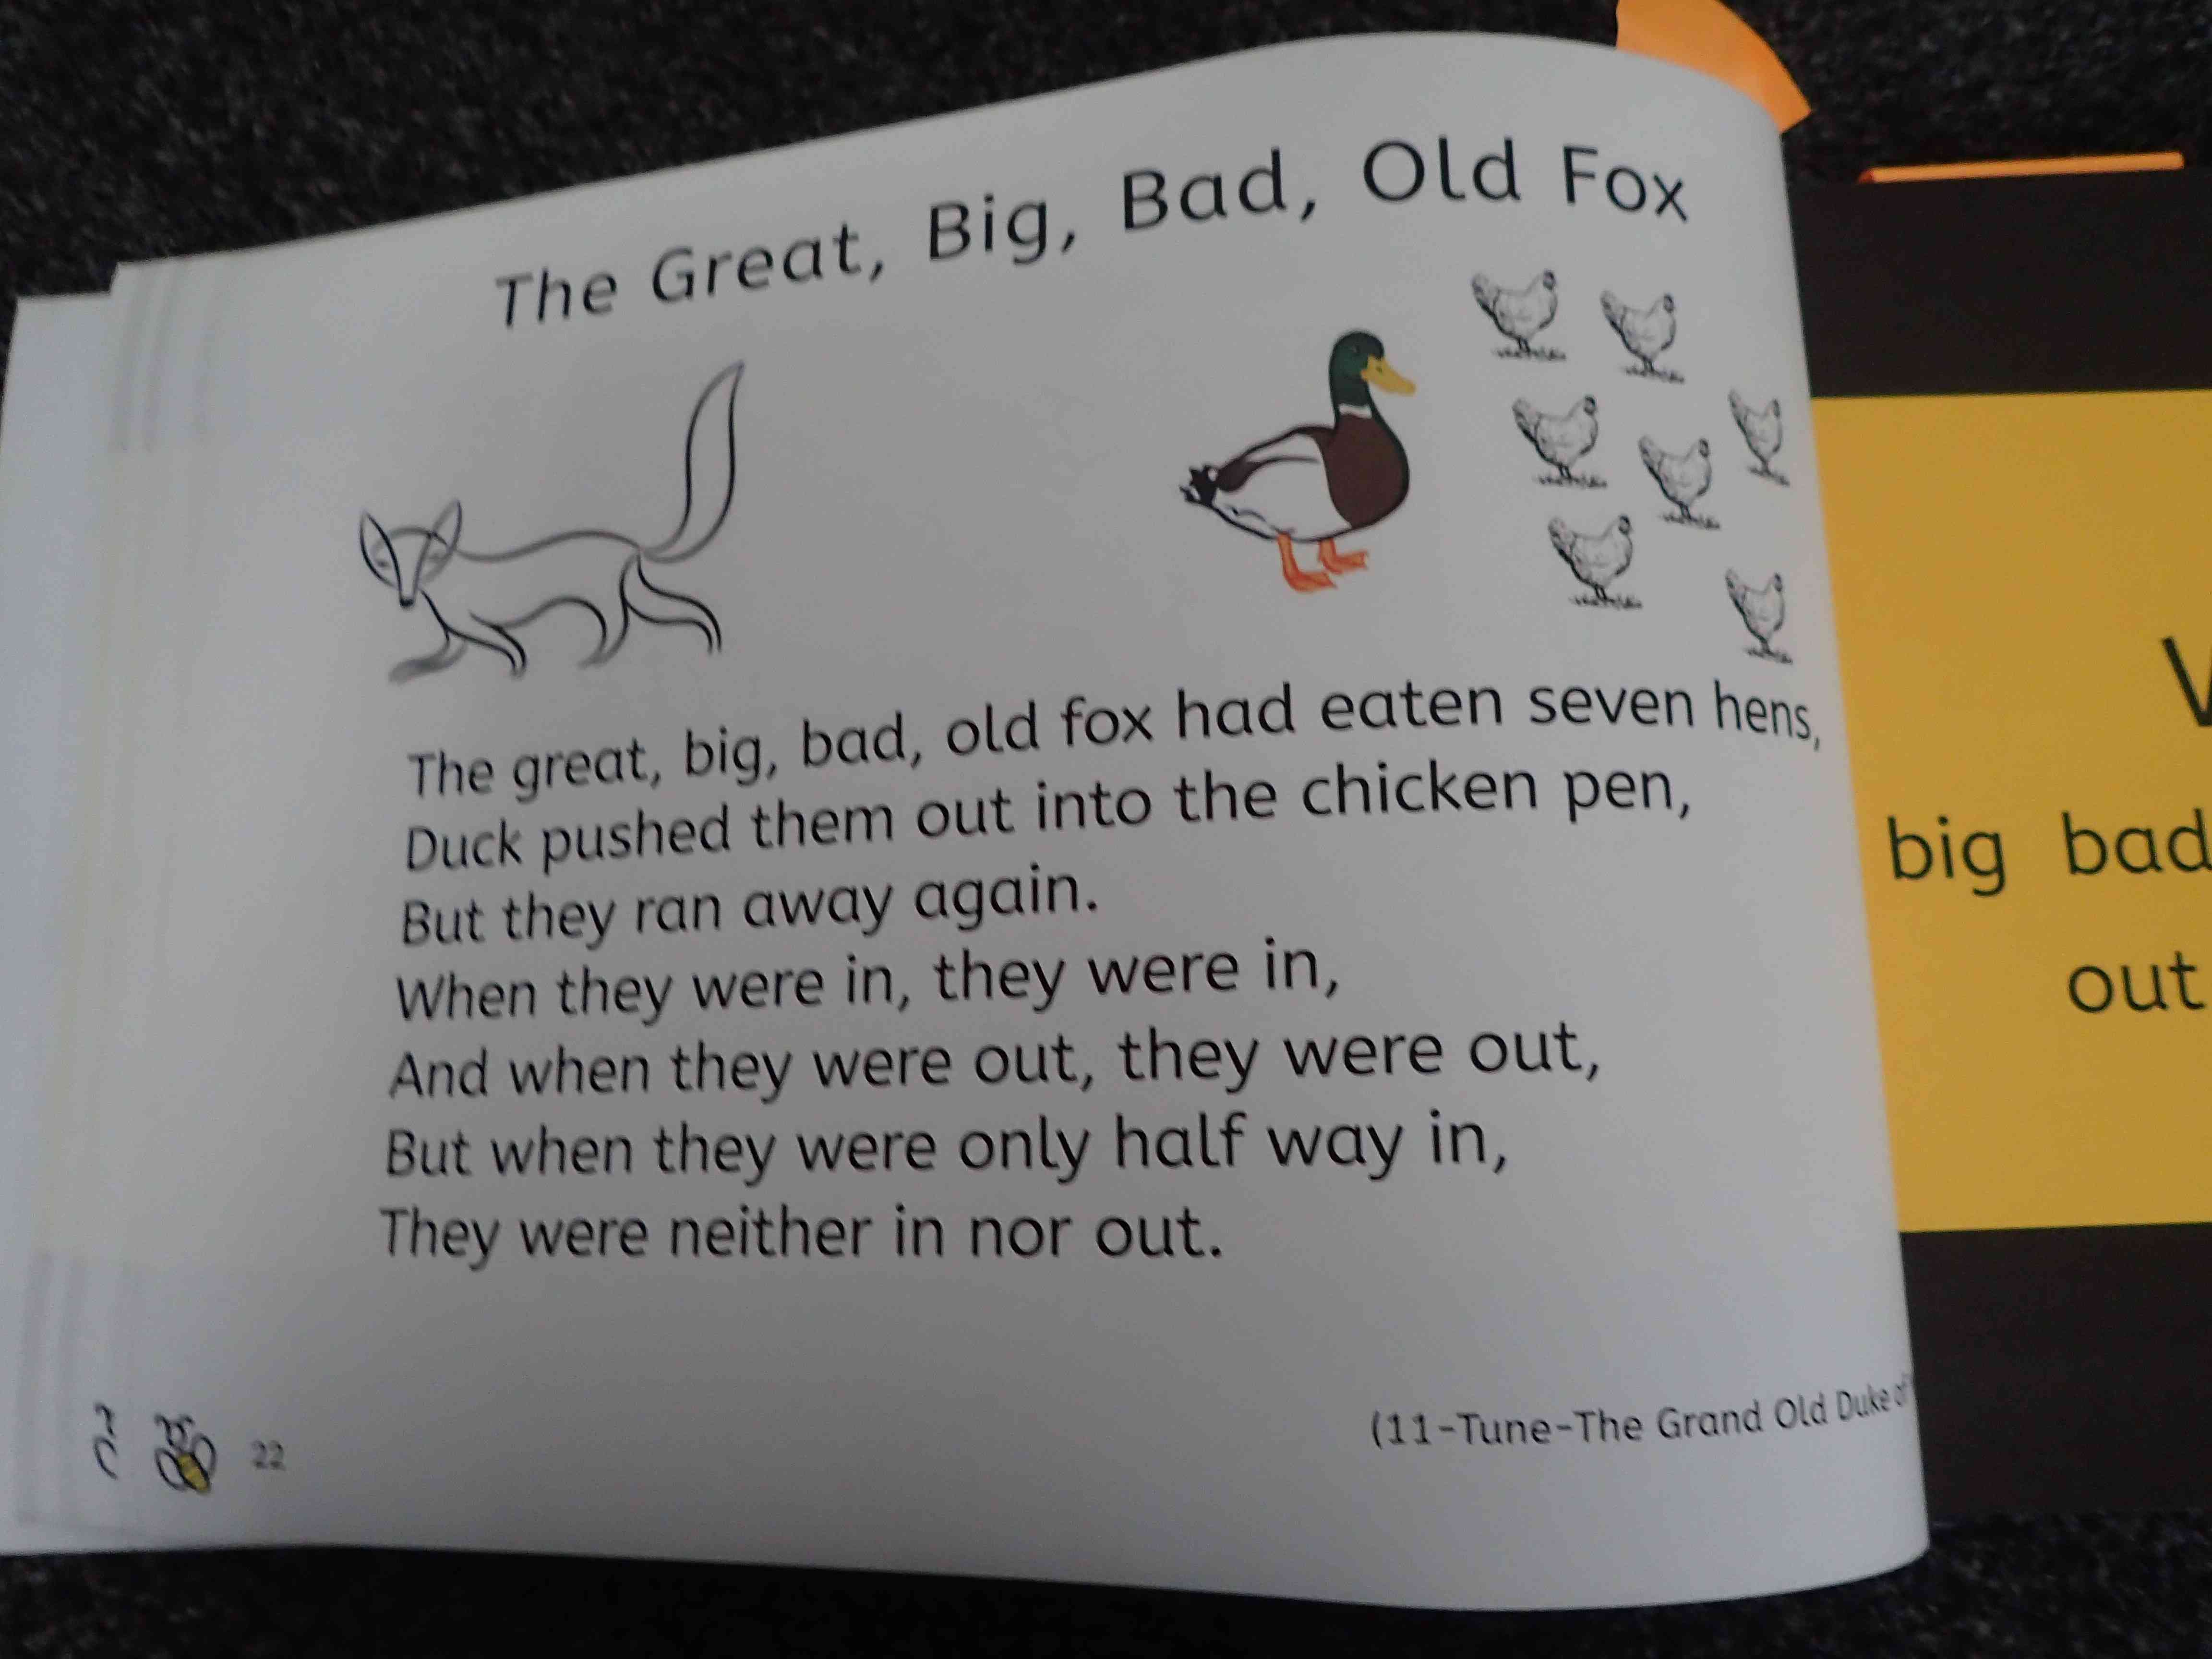 The Great, Big, Bad, Old Fox
The great, big, bad, old fox had eaten seven hens,
Duck pushed them out into the chicken pen,
But they ran away again.
When they were in, they were in,
And when they were out, they were out,
But when they were only half way in,
They were neither in nor out.
(11-Tune-The Grand Old Duke of
22
big bad
out